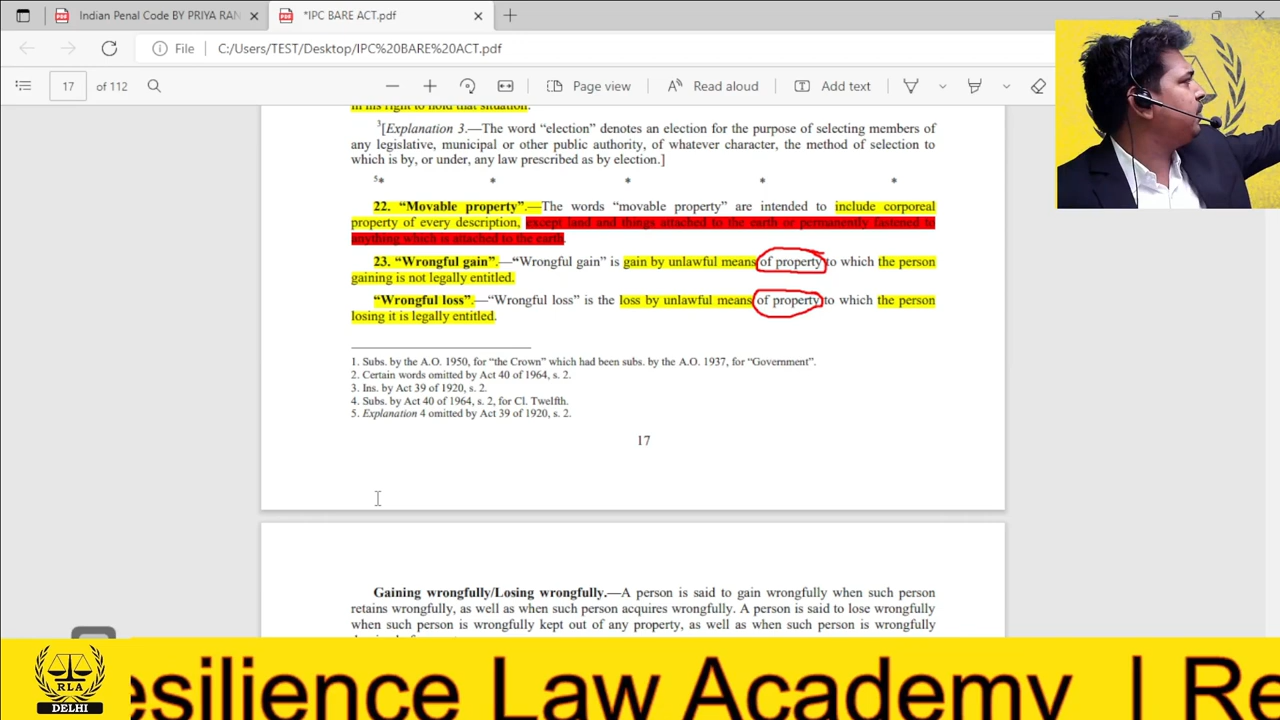 Indian Penal Code BY PRIYA RAN
*IPC BARE ACT.pdf
File C:/Users/TEST/Desktop/IPC%20BARE%20ACT.pdf
17 of 112
Page view
Read aloud
Add text
in his right to hold that situation.
3[Explanation 3.—The word “election” denotes an election for the purpose of selecting members of
any legislative, municipal or other public authority, of whatever character, the method of selection to
which is by, or under, any law prescribed as by election.]
5* * * * *
22. “Movable property”.—The words “movable property” are intended to include corporeal
property of every description, except land and things attached to the earth or permanently fastened to
anything which is attached to the earth.
23. “Wrongful gain”.—“Wrongful gain” is gain by unlawful means of property to which the person
gaining is not legally entitled.
“Wrongful loss”.—“Wrongful loss” is the loss by unlawful means of property to which the person
losing it is legally entitled.
1. Subs. by the A.O. 1950, for “the Crown” which had been subs. by the A.O. 1937, for “Government”.
2. Certain words omitted by Act 40 of 1964, s. 2.
3. Ins. by Act 39 of 1920, s. 2.
4. Subs. by Act 40 of 1964, s. 2, for Cl. Twelfth.
5. Explanation 4 omitted by Act 39 of 1920, s. 2.
17
Gaining wrongfully/Losing wrongfully.—A person is said to gain wrongfully when such person
retains wrongfully, as well as when such person acquires wrongfully. A person is said to lose wrongfully
when such person is wrongfully kept out of any property, as well as when such person is wrongfully
RLA
DELHI
esilience Law Academy | Re